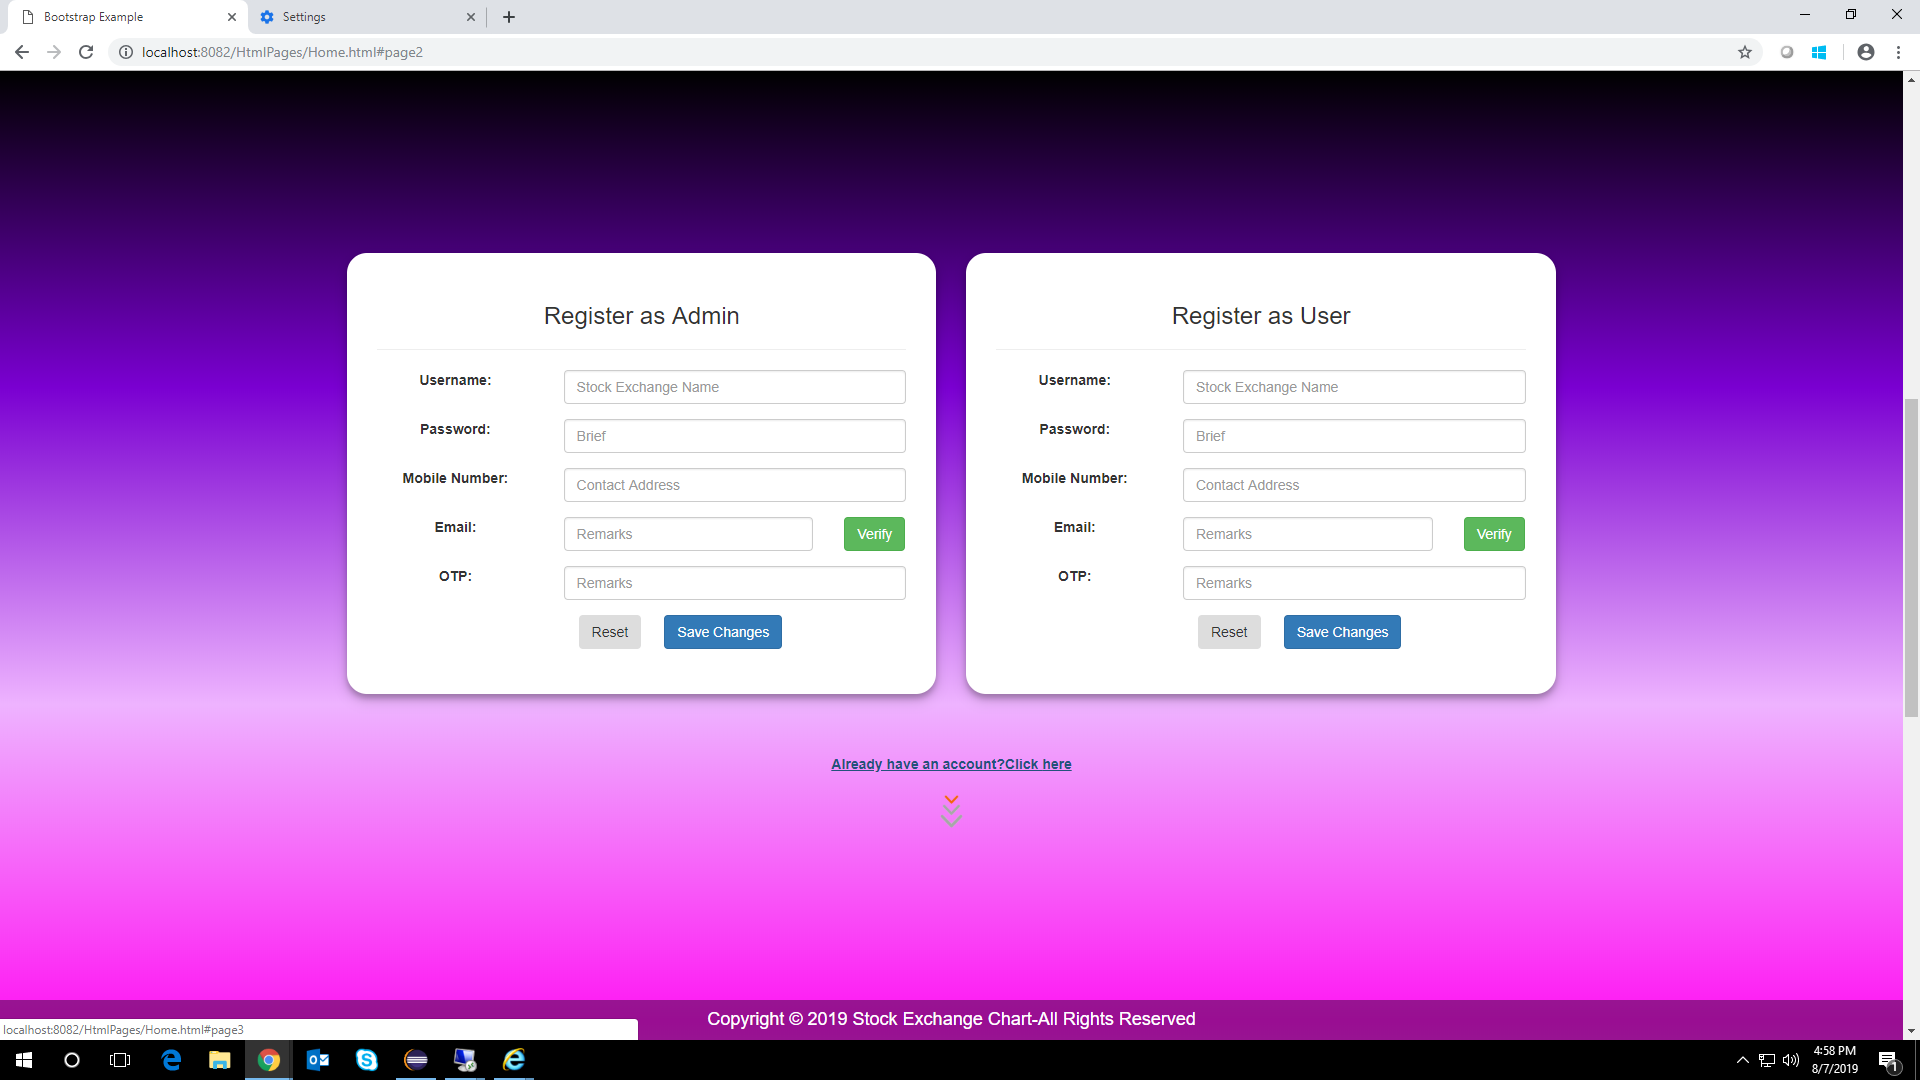 Bootstrap Example
Settings
localhost:8082/HtmlPages/Home.html#page2
Register as Admin
Username:
Stock Exchange Name
Password:
Brief
Mobile Number:
Contact Address
Email:
Remarks
Verify
OTP:
Remarks
Reset
Save Changes
Register as User
Username:
Stock Exchange Name
Password:
Brief
Mobile Number:
Contact Address
Email:
Remarks
Verify
OTP:
Remarks
Reset
Save Changes
Already have an account?Click here
Copyright © 2019 Stock Exchange Chart-All Rights Reserved
localhost:8082/HtmlPages/Home.html#page3
4:58 PM
8/7/2019
1